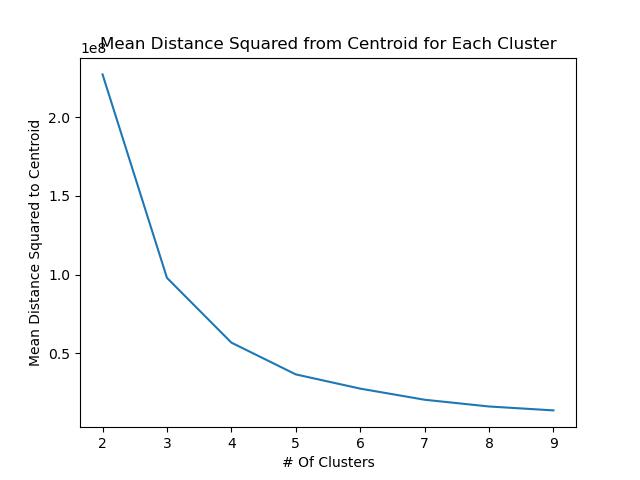 Mean Distance Squared from Centroid for Each Cluster
1e8
2.0
1.5
1.0
0.5
Mean Distance Squared to Centroid
2 3 4 5 6 7 8 9
# Of Clusters